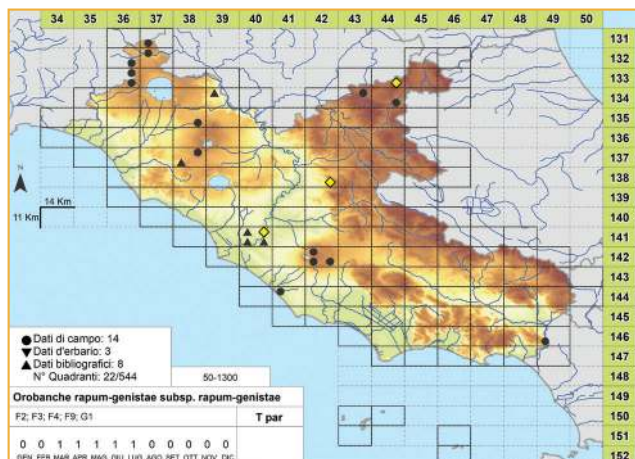 34 35 36 37 38 39 40 41 42 43 44 45 46 47 48 49 50
131
132
133
134
135
136
137
138
139
140
141
142
143
144
145
146
147
148
149
150
151
152
N
14 Km
11 Km
Dati di campo: 14
Dati d'erbario: 3
Dati bibliografici: 8
N° Quadranti: 22/544
50-1300
Orobanche rapum-genistae subsp. rapum-genistae
F2; F3; F4; F9; G1
T par
0 0 1 1 1 1 1 0 0 0 0 0
GEN FEB MAR APR MAG GIU LUG AGO SET OTT NOV DIC